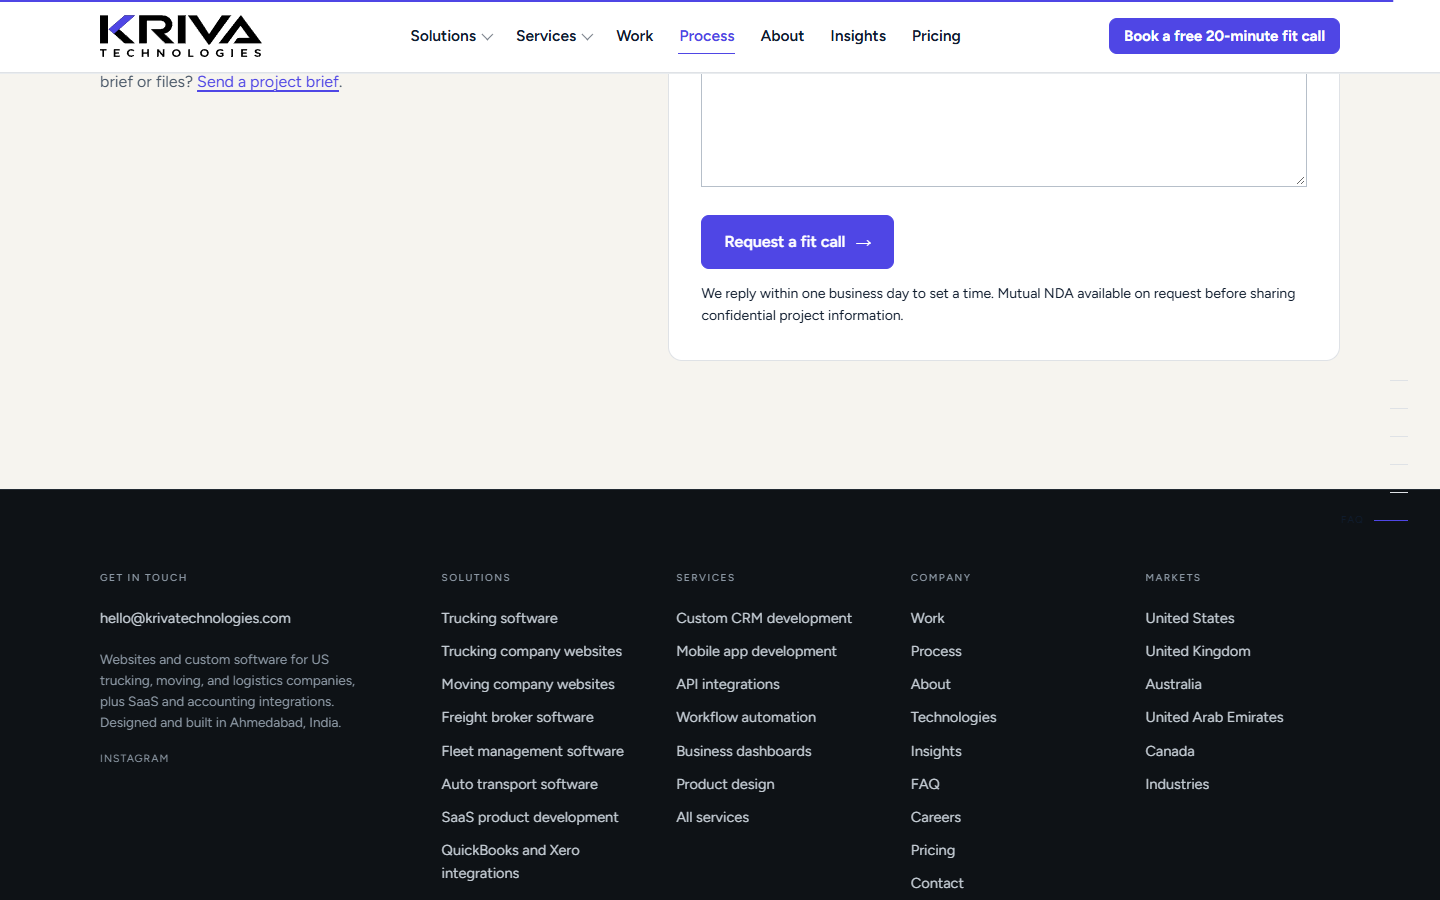 KRIVA
TECHNOLOGIES
Solutions
Services
Work
Process
About
Insights
Pricing
Book a free 20-minute fit call
brief or files? Send a project brief.
Request a fit call →
We reply within one business day to set a time. Mutual NDA available on request before sharing
confidential project information.
FAQ
GET IN TOUCH
hello@krivatechnologies.com
Websites and custom software for US
trucking, moving, and logistics companies,
plus SaaS and accounting integrations.
Designed and built in Ahmedabad, India.
INSTAGRAM
SOLUTIONS
Trucking software
Trucking company websites
Moving company websites
Freight broker software
Fleet management software
Auto transport software
SaaS product development
QuickBooks and Xero
integrations
SERVICES
Custom CRM development
Mobile app development
API integrations
Workflow automation
Business dashboards
Product design
All services
COMPANY
Work
Process
About
Technologies
Insights
FAQ
Careers
Pricing
Contact
MARKETS
United States
United Kingdom
Australia
United Arab Emirates
Canada
Industries